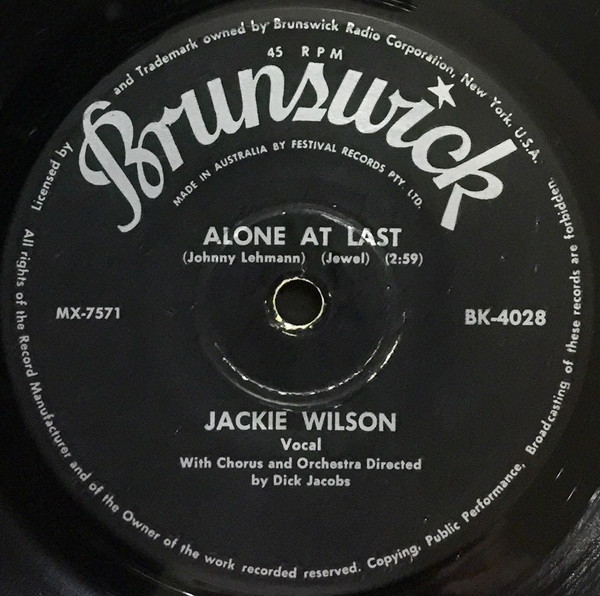 Licensed by and Trademark owned by Brunswick Radio Corporation, New York, U.S.A.
45 RPM
Brunswick
MADE IN AUSTRALIA BY FESTIVAL RECORDS PTY. LTD.
ALONE AT LAST
(Johnny Lehmann) (Jewel) (2:59)
MX-7571
BK-4028
JACKIE WILSON
Vocal
With Chorus and Orchestra Directed
by Dick Jacobs
All rights of the Record Manufacturer and of the Owner of the work recorded reserved. Copying, Public Performance, Broadcasting of these records are forbidden.